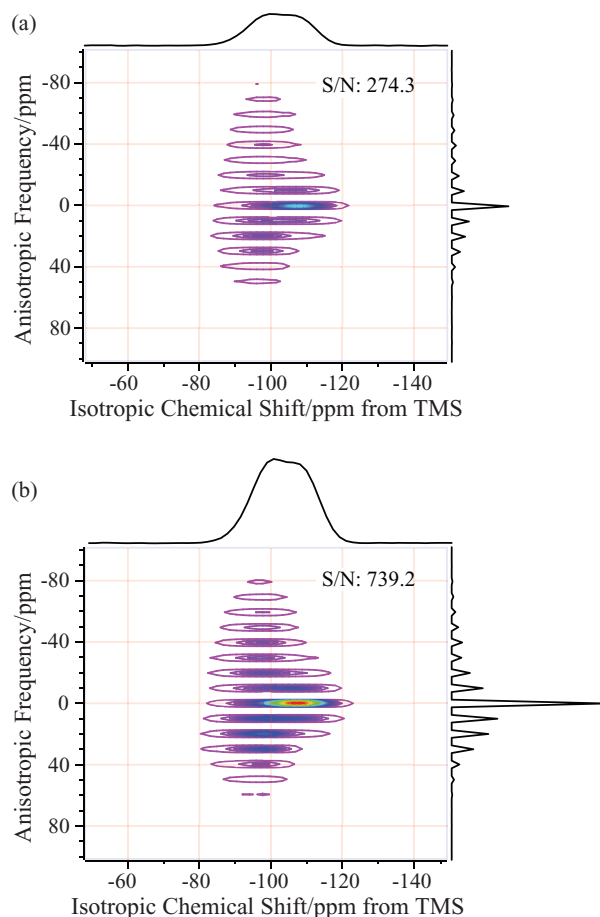 (a)
S/N: 274.3
Anisotropic Frequency/ppm
-80
-40
0
40
80
-60 -80 -100 -120 -140
Isotropic Chemical Shift/ppm from TMS
(b)
S/N: 739.2
Anisotropic Frequency/ppm
-80
-40
0
40
80
-60 -80 -100 -120 -140
Isotropic Chemical Shift/ppm from TMS